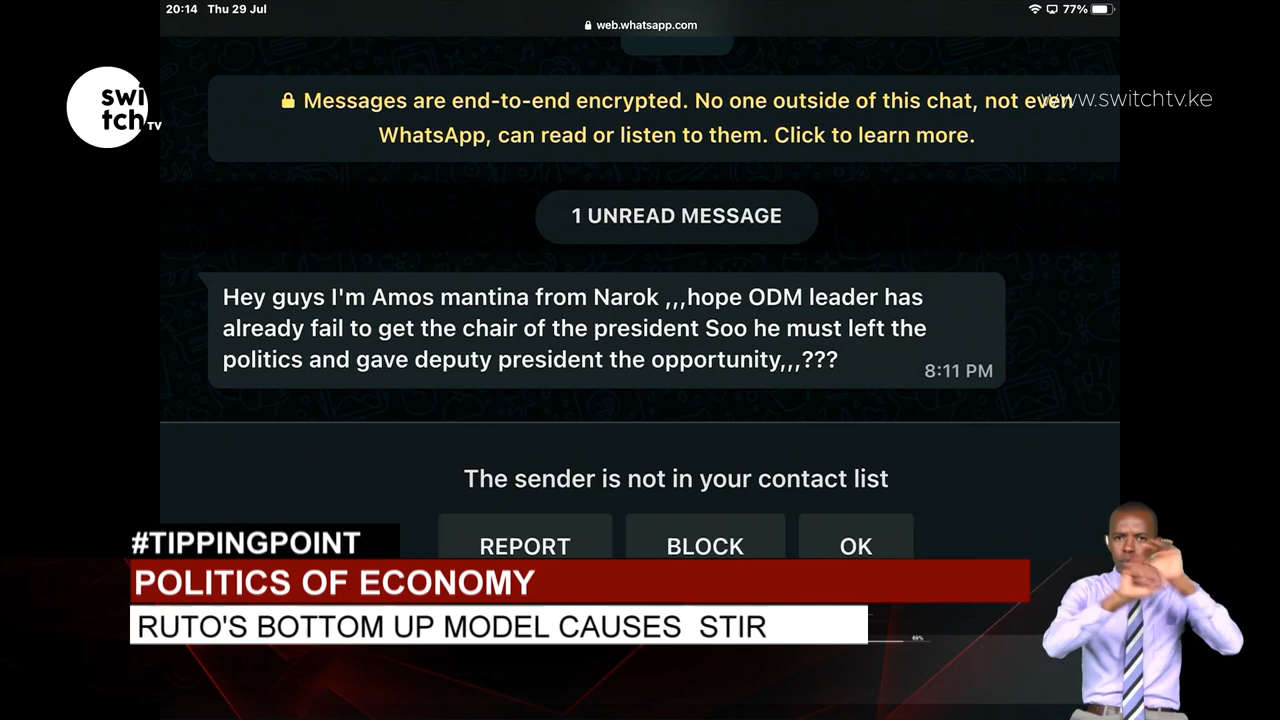 20:14 Thu 29 Jul
77%
web.whatsapp.com
swi
tch TV
www.switchtv.ke
Messages are end-to-end encrypted. No one outside of this chat, not even
WhatsApp, can read or listen to them. Click to learn more.
1 UNREAD MESSAGE
Hey guys I'm Amos mantina from Narok ,,,hope ODM leader has
already fail to get the chair of the president Soo he must left the
politics and gave deputy president the opportunity,,,???
8:11 PM
The sender is not in your contact list
REPORT BLOCK OK
#TIPPINGPOINT
POLITICS OF ECONOMY
RUTO'S BOTTOM UP MODEL CAUSES STIR